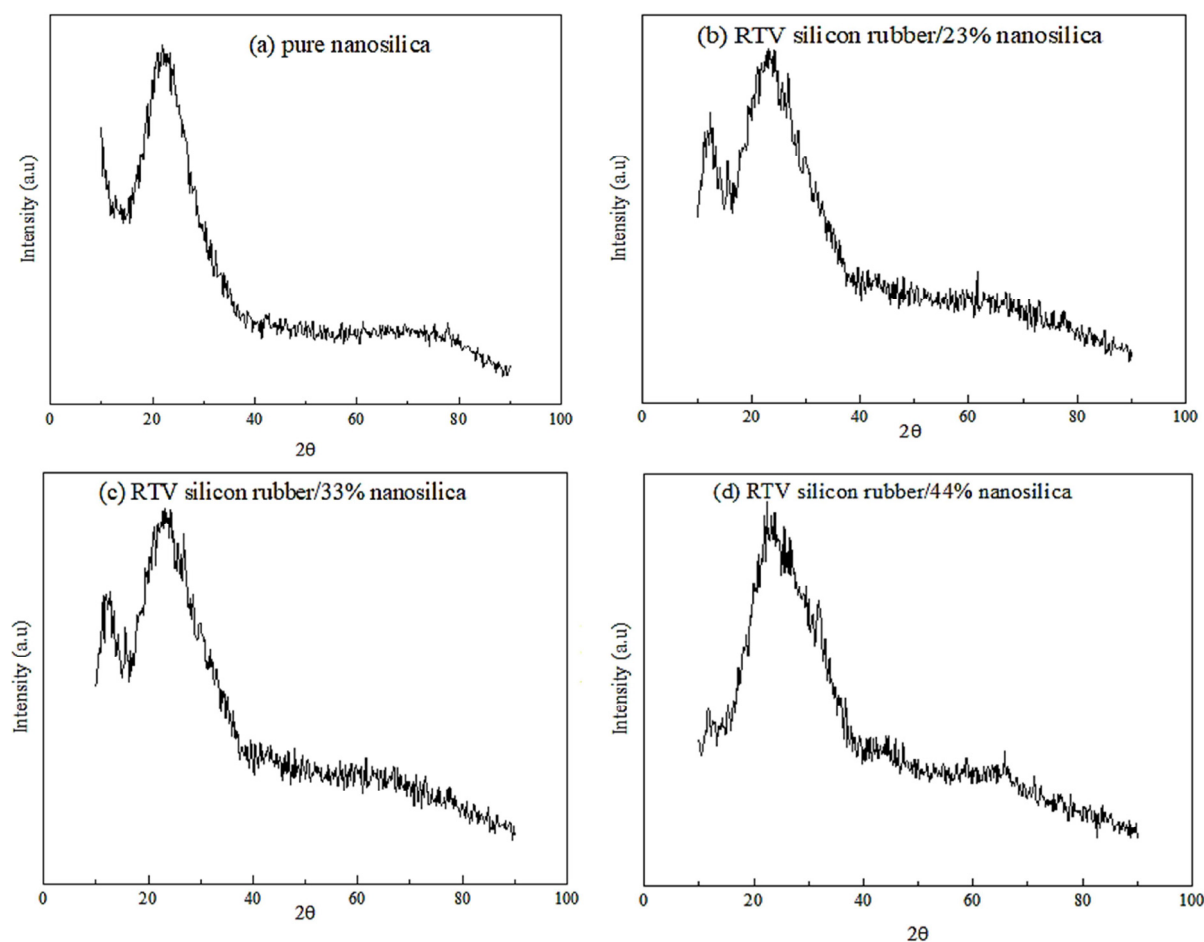 (a) pure nanosilica
Intensity (a.u)
0 20 40 60 80 100
2θ
(b) RTV silicon rubber/23% nanosilica
Intensity (a.u)
0 20 40 60 80 100
2θ
(c) RTV silicon rubber/33% nanosilica
Intensity (a.u)
0 20 40 60 80 100
2θ
(d) RTV silicon rubber/44% nanosilica
Intensity (a.u)
0 20 40 60 80 100
2θ